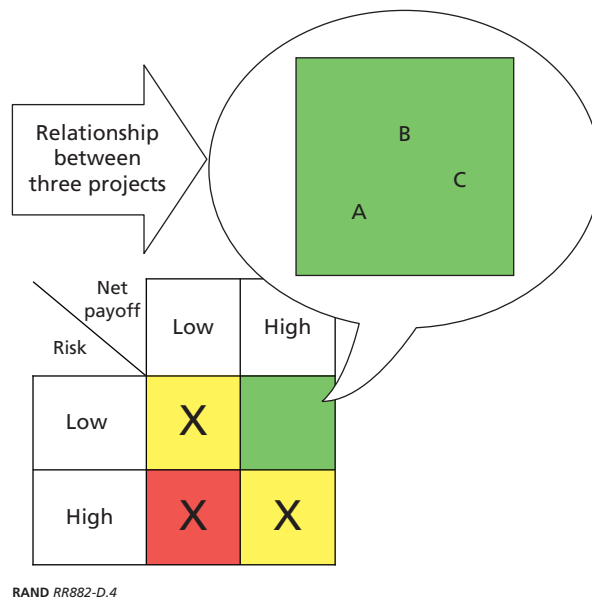 Relationship
between
three projects
B
C
A
Net
payoff
Risk
Low
High
Low
X
High
X
X
RAND RR882-D.4